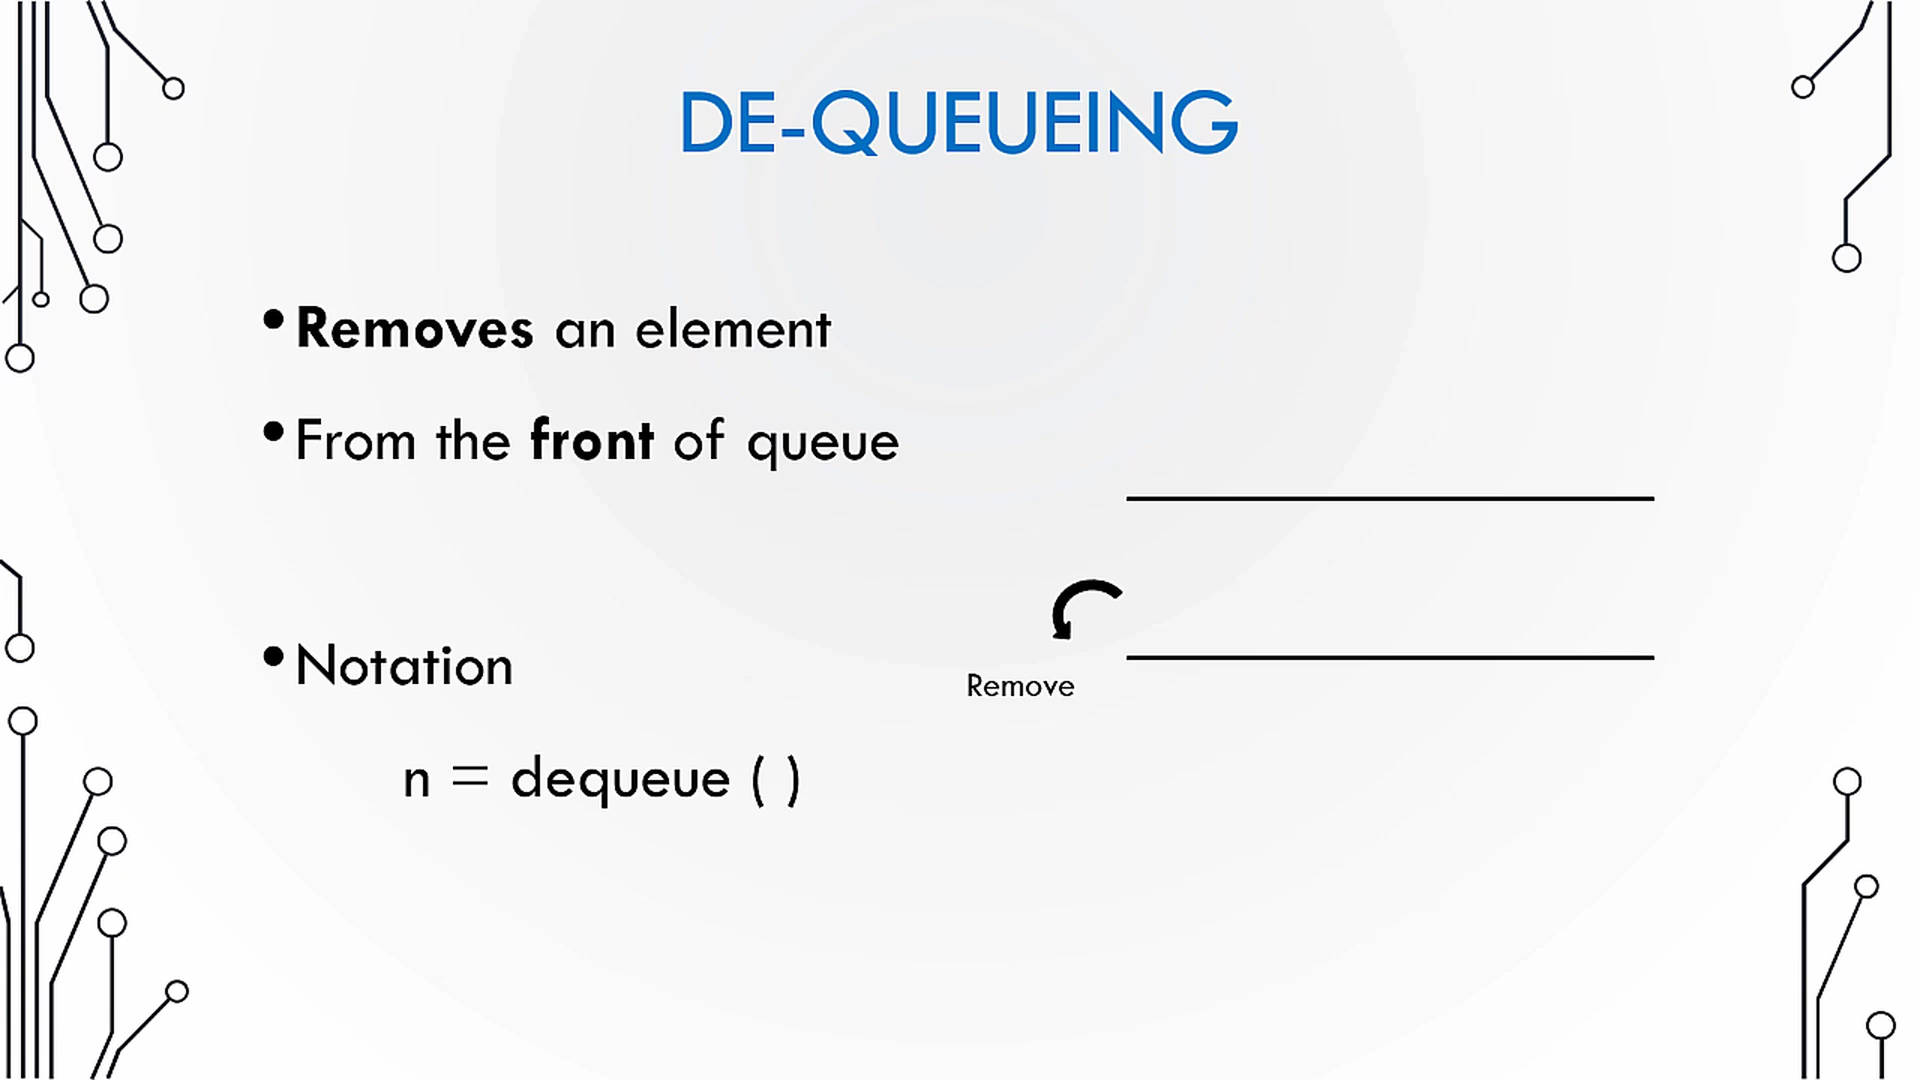 DE-QUEUEING
• Removes an element
• From the front of queue
• Notation
Remove
n = dequeue ( )